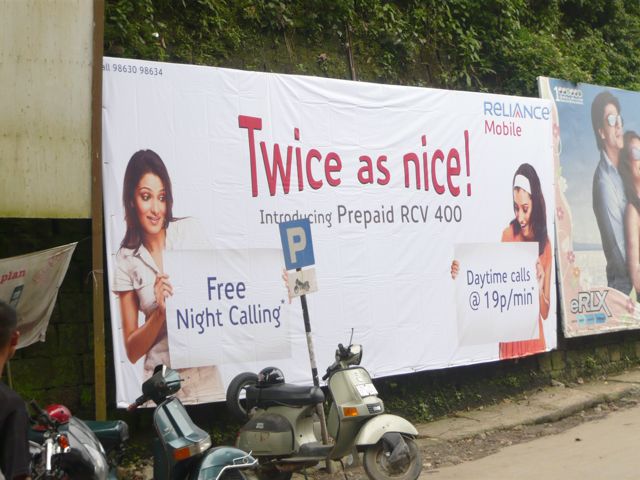 all 98630 98634
RELIANCE
Mobile
Twice as nice!
Introducing Prepaid RCV 400
P
Free
Night Calling*
Daytime calls
@ 19p/min*
eRLX
plan